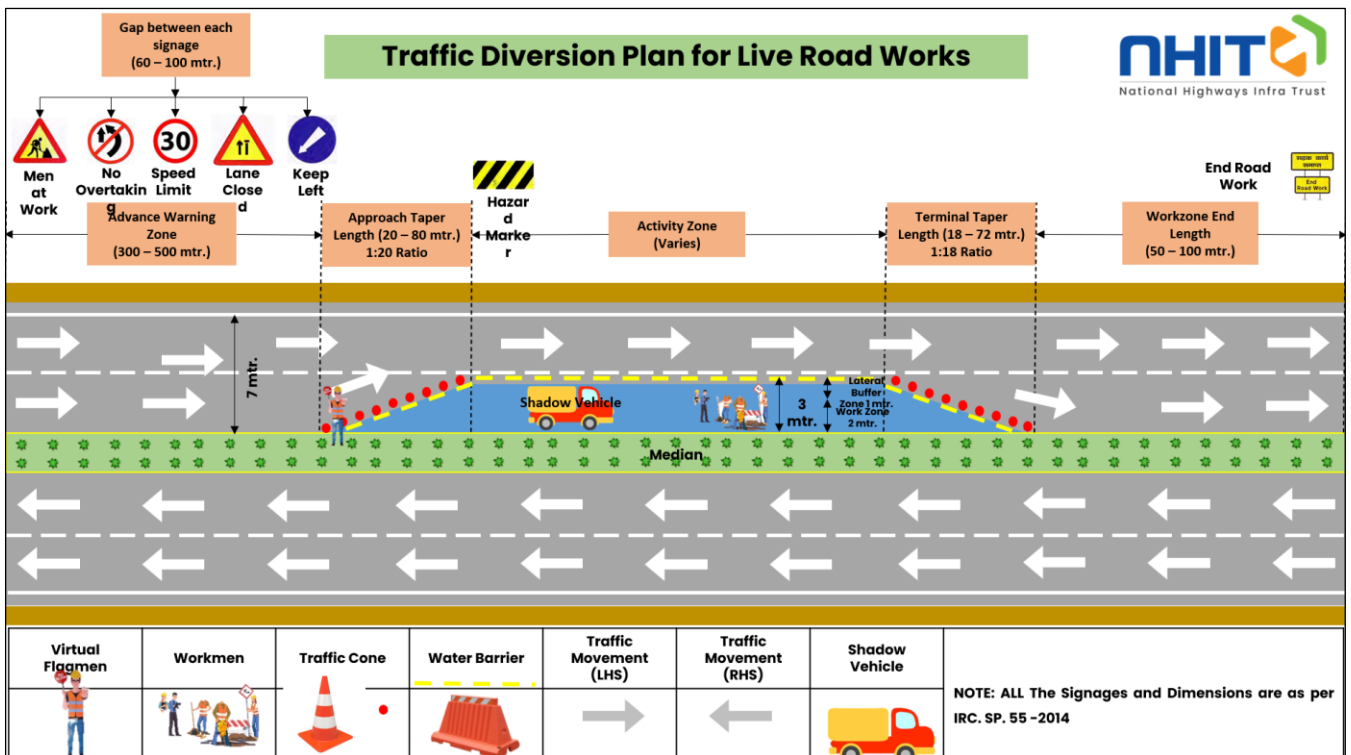 Gap between each
signage
(60 – 100 mtr.)
Traffic Diversion Plan for Live Road Works
NHIT
National Highways Infra Trust
30
Men
at
Work
No
Overtakin
g
Speed
Limit
Lane
Close
d
Keep
Left
Hazar
d
Marke
r
End Road
Work
सड़क कार्य
समाप्त
End
Road Work
Advance Warning
Zone
(300 – 500 mtr.)
Approach Taper
Length (20 – 80 mtr.)
1:20 Ratio
Activity Zone
(Varies)
Terminal Taper
Length (18 – 72 mtr.)
1:18 Ratio
Workzone End
Length
(50 – 100 mtr.)
7 mtr.
Shadow Vehicle
3
mtr.
Lateral
Buffer
Zone 1 mtr.
Work Zone
2 mtr.
Median
Virtual
Flagmen
Workmen
Traffic Cone
Water Barrier
Traffic
Movement
(LHS)
Traffic
Movement
(RHS)
Shadow
Vehicle
NOTE: ALL The Signages and Dimensions are as per
IRC. SP. 55 -2014